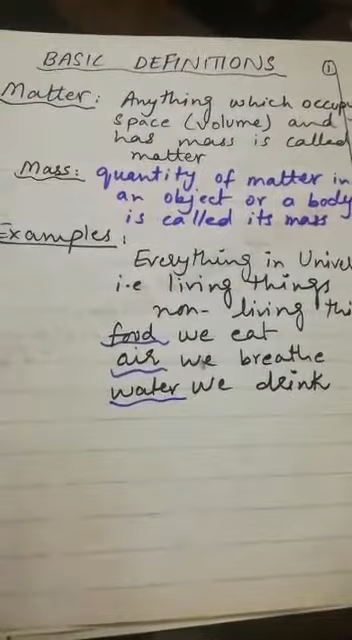 BASIC DEFINITIONS ①
Matter: Anything which occup
space (volume) and
has mass is called
matter
Mass: quantity of matter in
an object or a body
is called its mass
Examples:
Everything in Univer
i.e living things
non-living thi
food we eat
air we breathe
water we drink